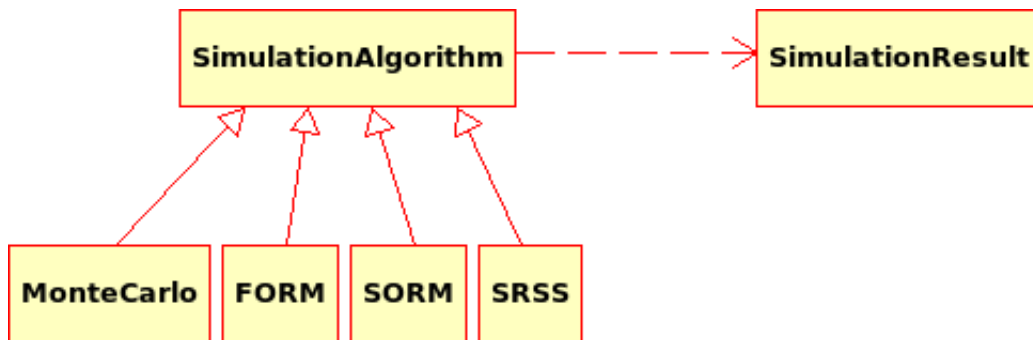 SimulationAlgorithm
SimulationResult
MonteCarlo
FORM
SORM
SRSS